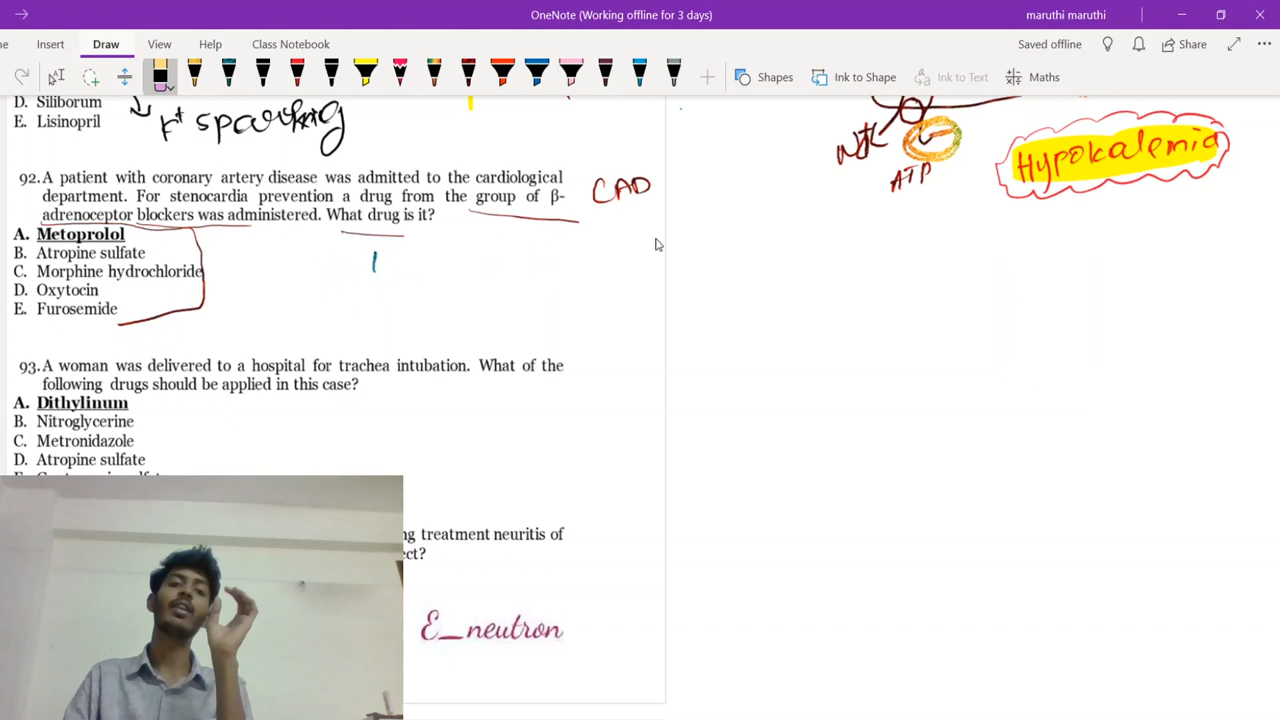 OneNote (Working offline for 3 days)
maruthi maruthi
Insert
Draw
View
Help
Class Notebook
Saved offline
Share
Shapes
Ink to Shape
Ink to Text
Maths
D. Siliborum
E. Lisinopril
K+ sparking
92. A patient with coronary artery disease was admitted to the cardiological
department. For stenocardia prevention a drug from the group of β-
adrenoceptor blockers was administered. What drug is it?
A. Metoprolol
B. Atropine sulfate
C. Morphine hydrochloride
D. Oxytocin
E. Furosemide
CAD
ATP
Hypokalemia
93. A woman was delivered to a hospital for trachea intubation. What of the
following drugs should be applied in this case?
A. Dithylinum
B. Nitroglycerine
C. Metronidazole
D. Atropine sulfate
treatment neuritis of
E_neutron